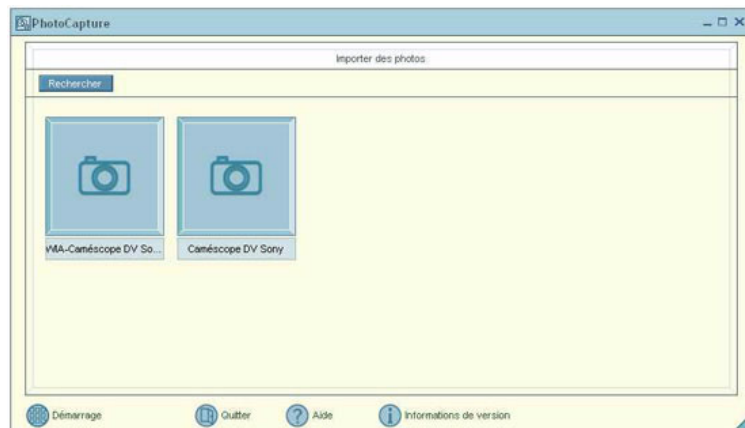 PhotoCapture
Importer des photos
Rechercher
WIA-Caméscope DV So...
Caméscope DV Sony
Démarrage
Quitter
Aide
Informations de version